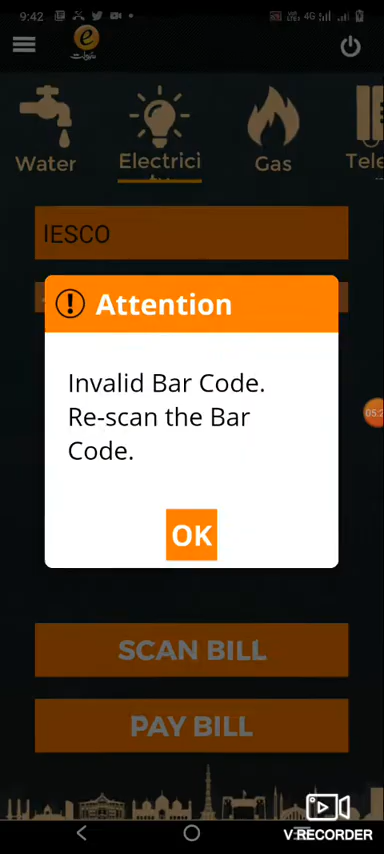 9:42
4G
e
Water
Electrici
Gas
Tele
IESCO
Attention
Invalid Bar Code.
Re-scan the Bar
Code.
OK
SCAN BILL
PAY BILL
V RECORDER